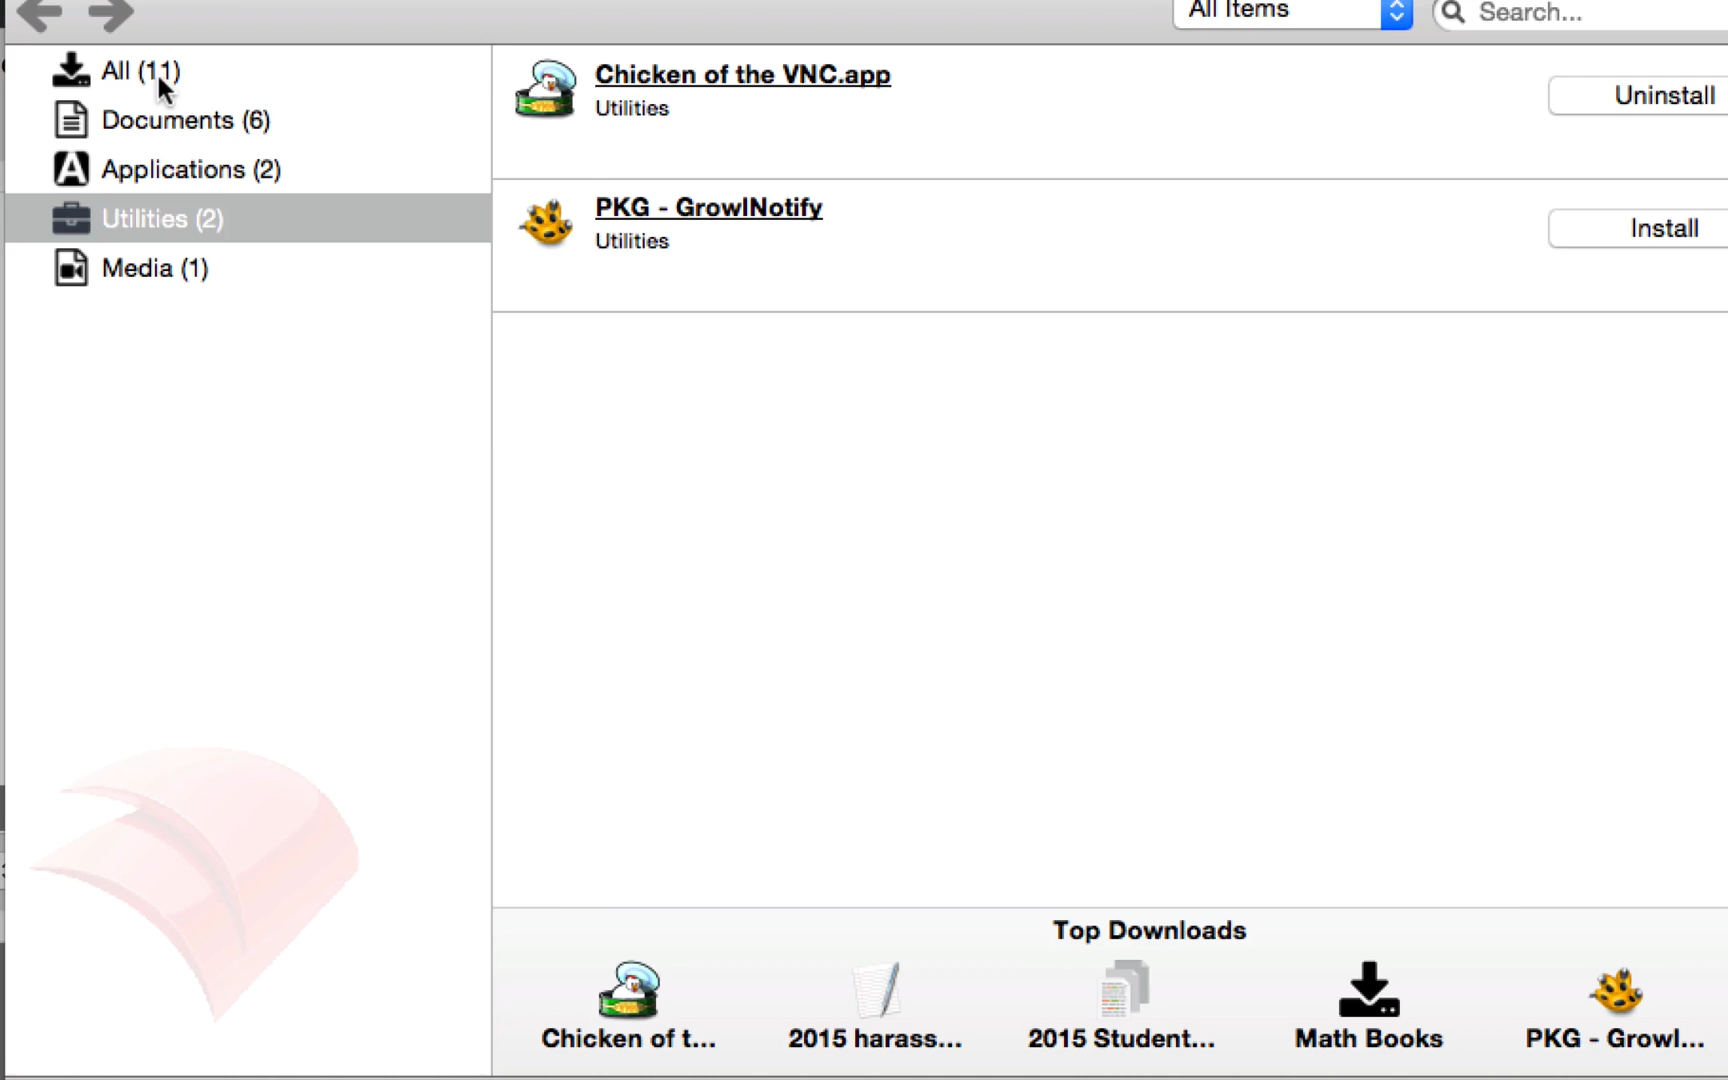 All Items
Search...
All (11)
Documents (6)
Applications (2)
Utilities (2)
Media (1)
Chicken of the VNC.app
Utilities
Uninstall
PKG - GrowlNotify
Utilities
Install
Top Downloads
Chicken of t...
2015 harass...
2015 Student...
Math Books
PKG - Growl...